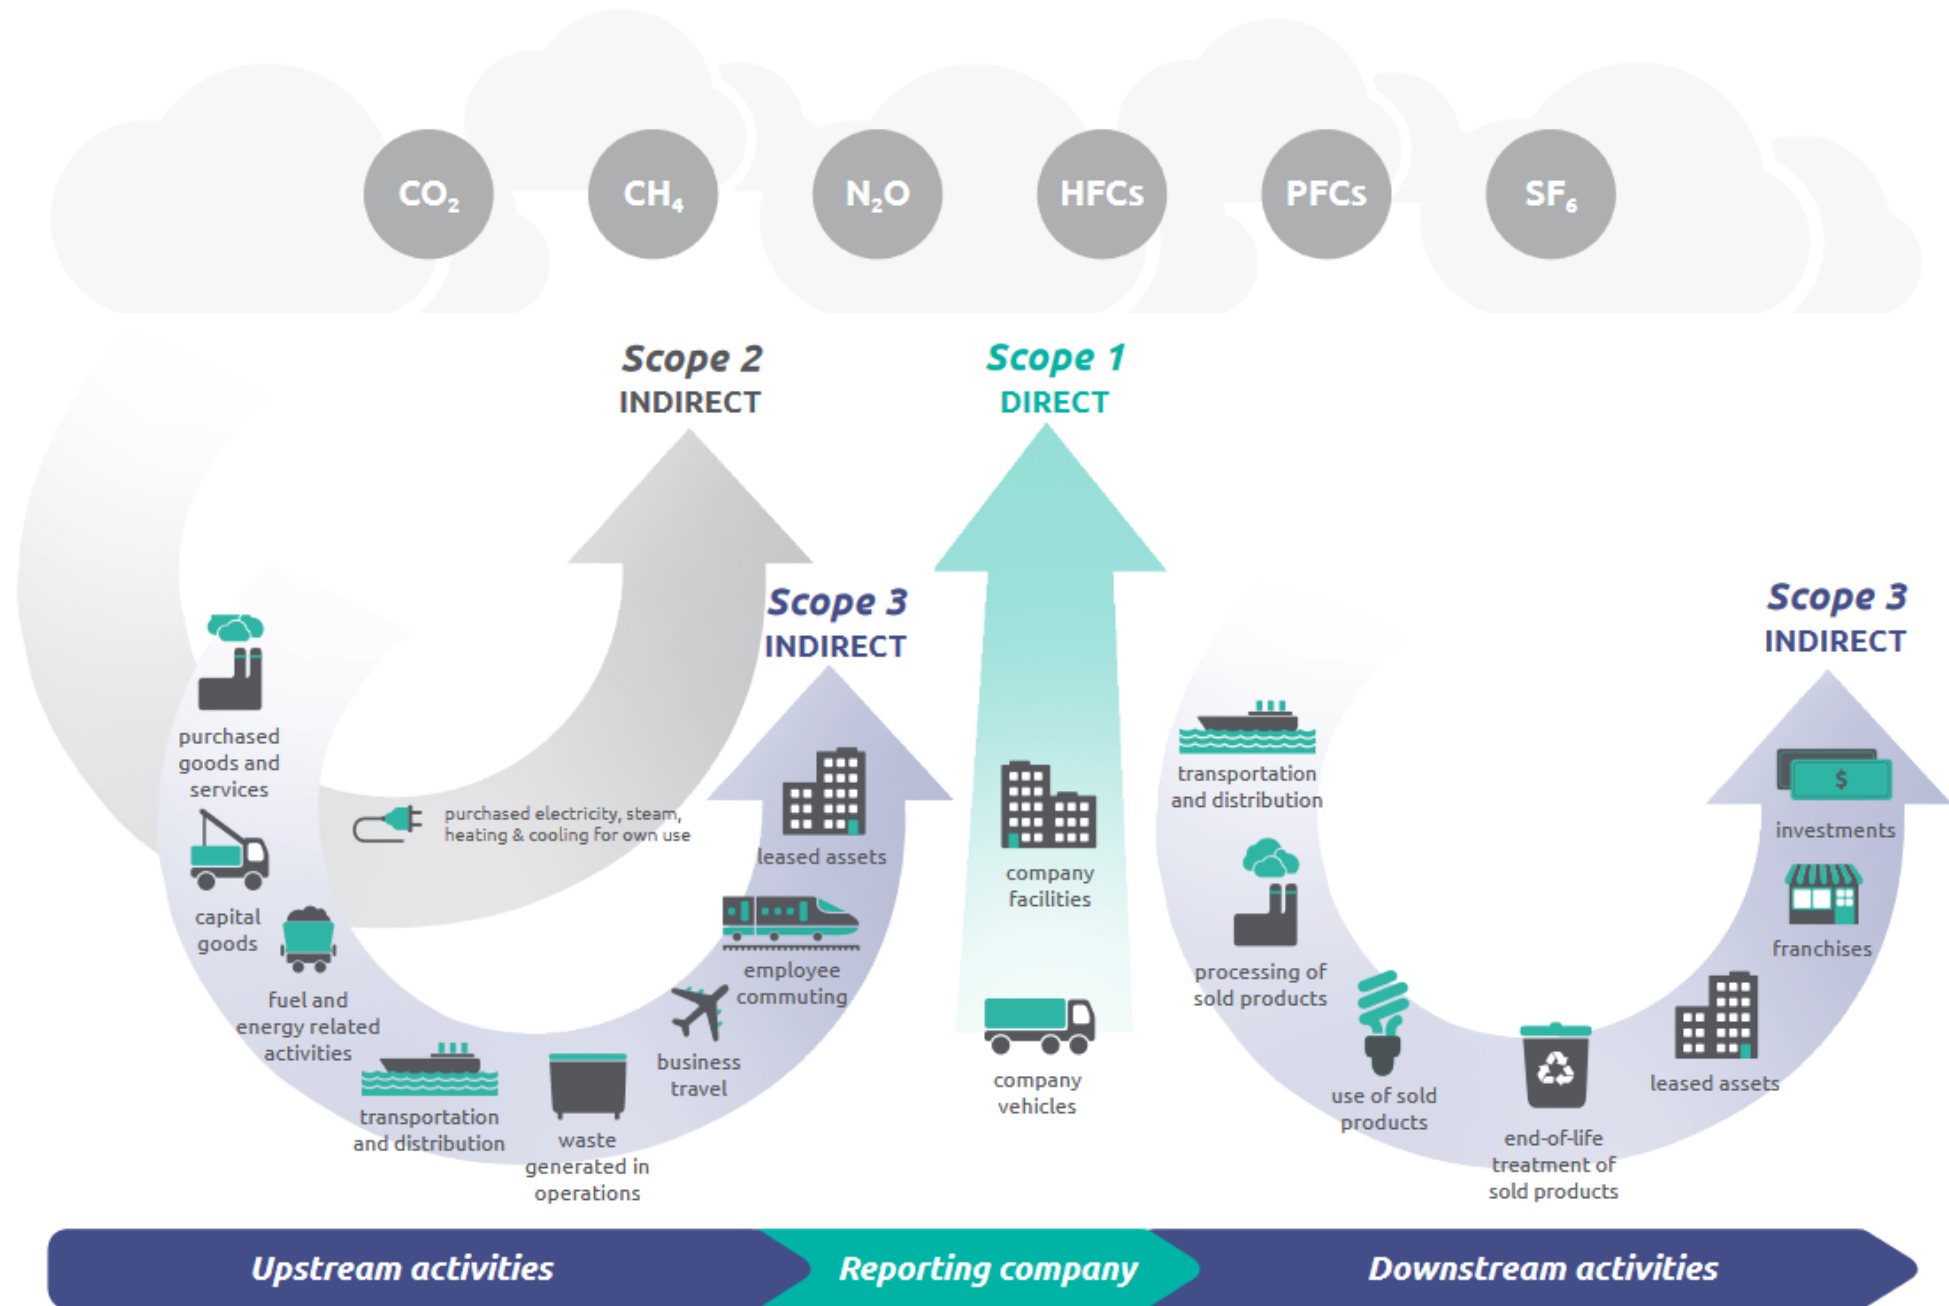 CO₂
CH₄
N₂O
HFCs
PFCs
SF₆
Scope 2
INDIRECT
Scope 1
DIRECT
Scope 3
INDIRECT
Scope 3
INDIRECT
purchased
goods and
services
capital
goods
fuel and
energy related
activities
transportation
and distribution
waste
generated in
operations
business
travel
employee
commuting
leased assets
purchased electricity, steam,
heating & cooling for own use
company
facilities
company
vehicles
transportation
and distribution
processing of
sold products
use of sold
products
end-of-life
treatment of
sold products
leased assets
franchises
$
investments
Upstream activities
Reporting company
Downstream activities